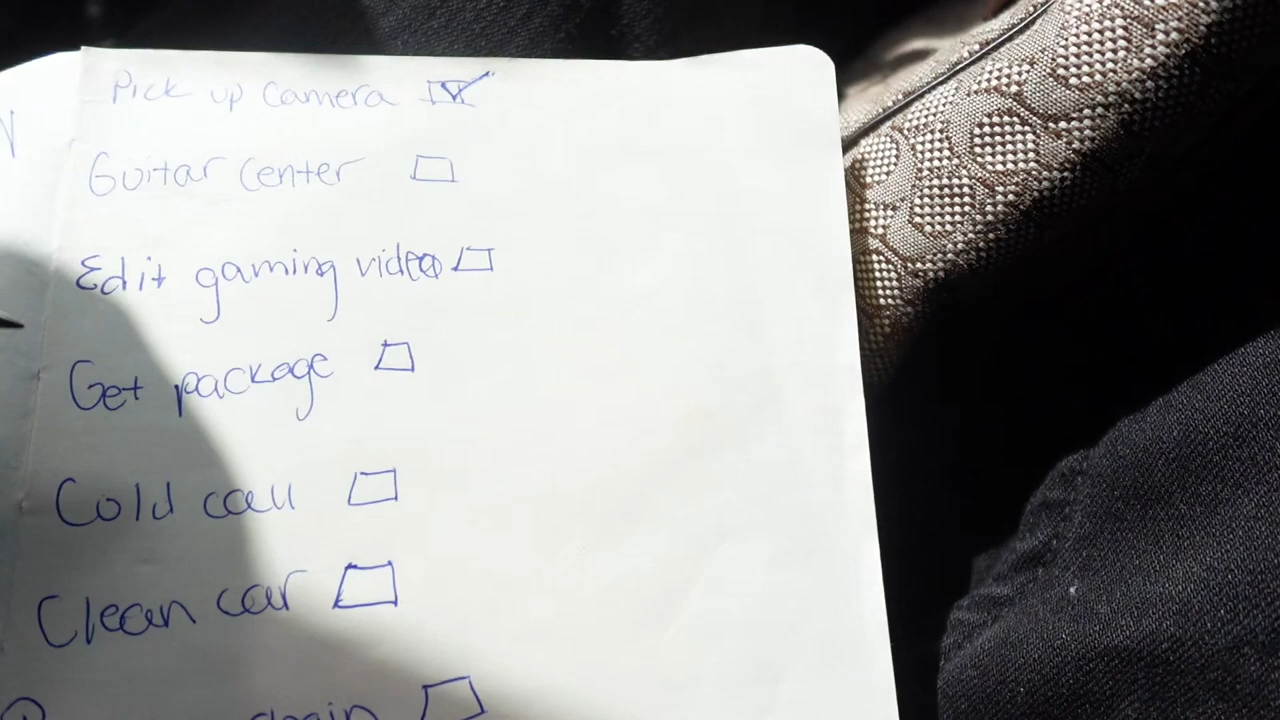 Pick up Camera
Guitar Center
Edit gaming video
Get package
Cold call
Clean car